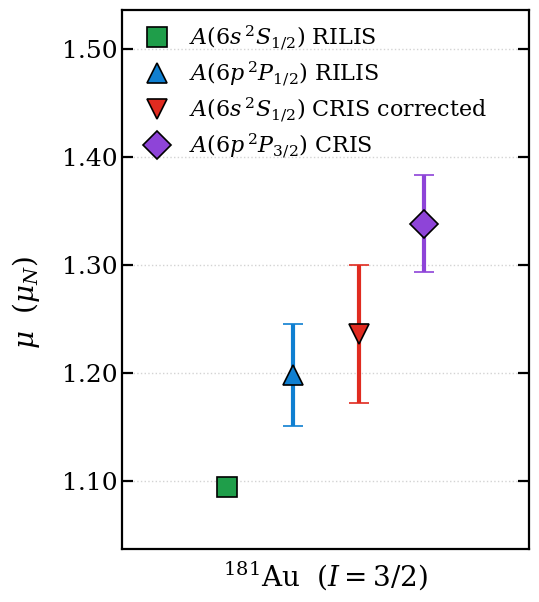 A(6s ²S₁/₂) RILIS
A(6p ²P₁/₂) RILIS
A(6s ²S₁/₂) CRIS corrected
A(6p ²P₃/₂) CRIS
1.50
1.40
1.30
1.20
1.10
μ (μ_N)
¹⁸¹Au (I = 3/2)